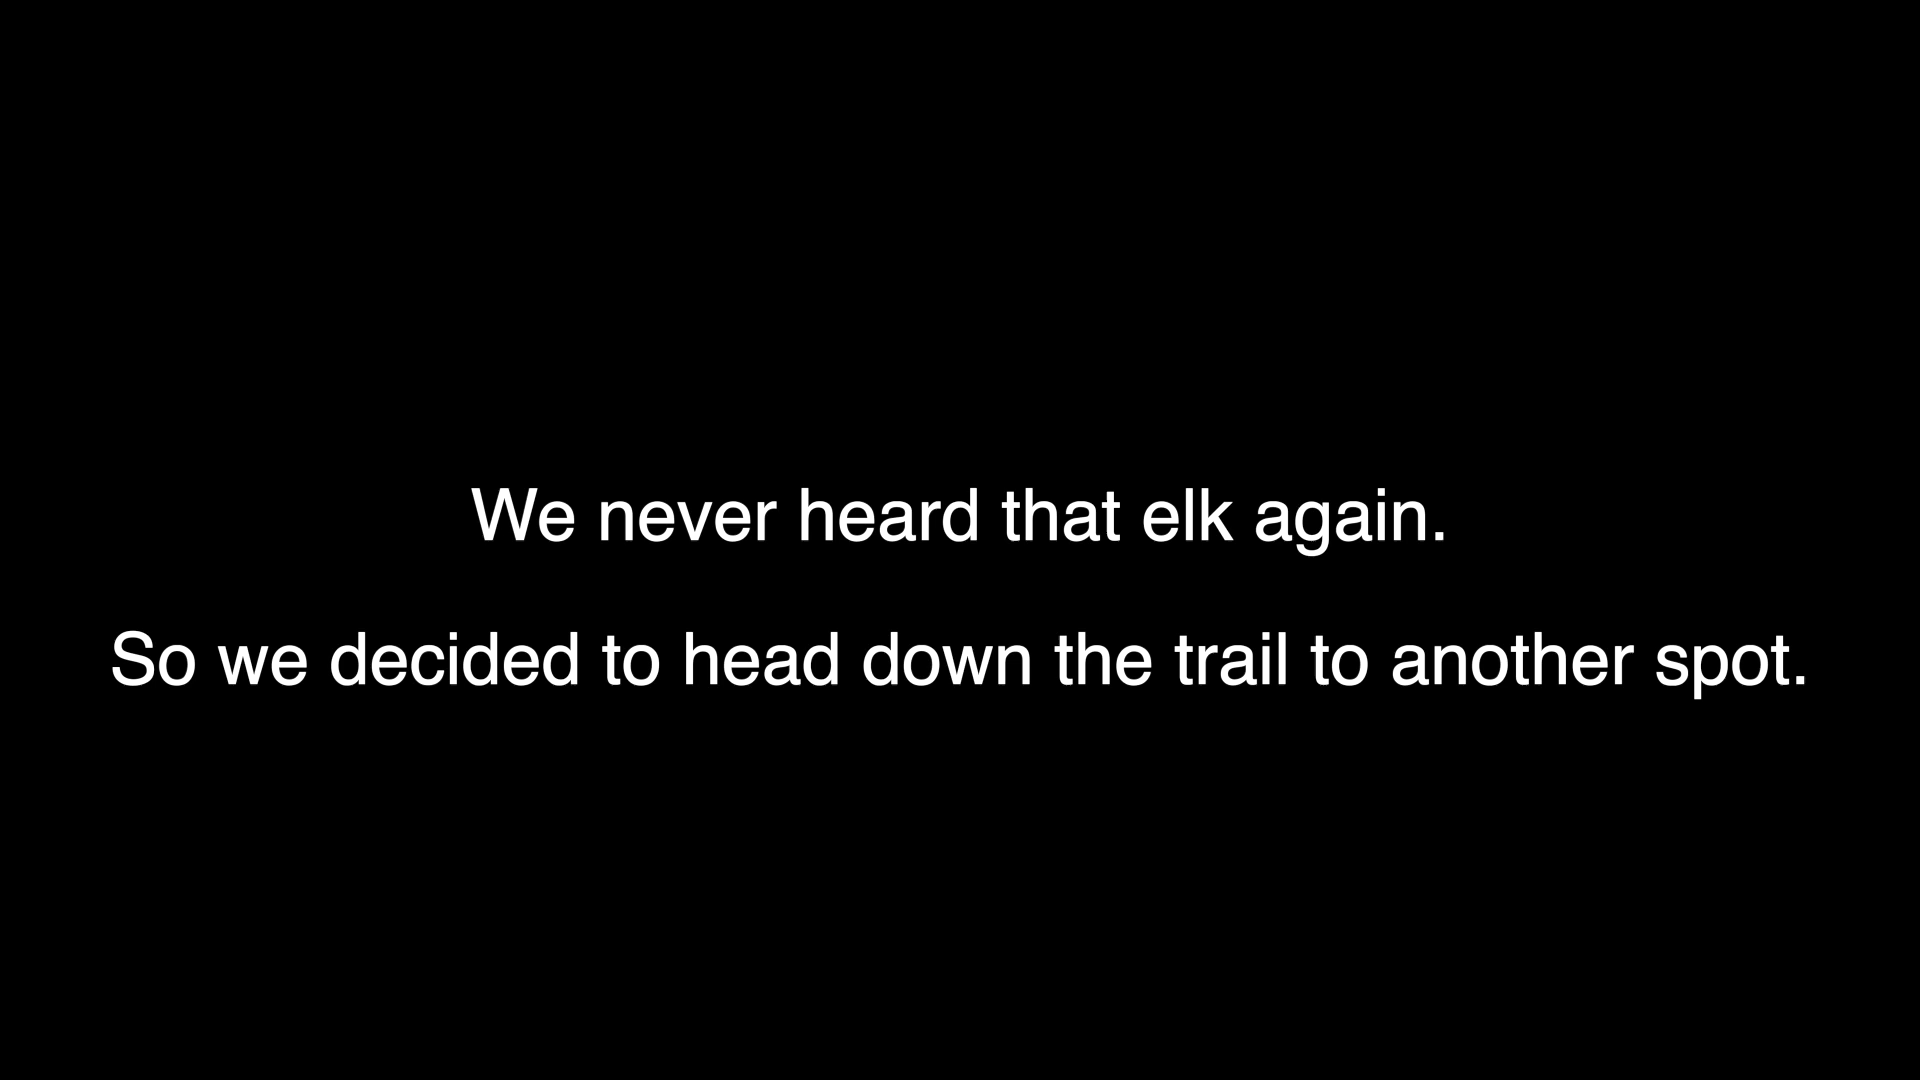 We never heard that elk again.
So we decided to head down the trail to another spot.